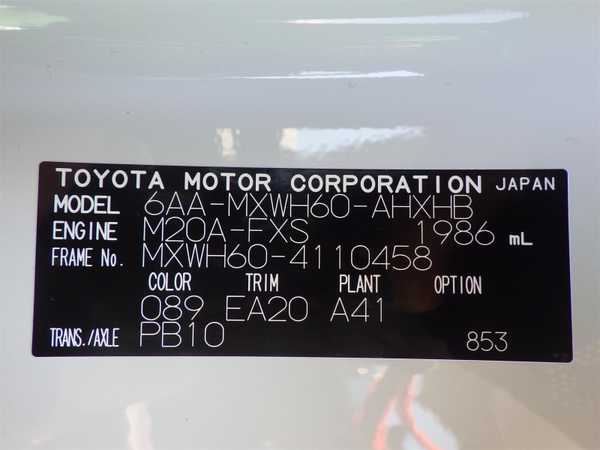 TOYOTA MOTOR CORPORATION JAPAN
MODEL 6AA-MXWH60-AHXHB
ENGINE M20A-FXS 1986 mL
FRAME No. MXWH60-4110458
COLOR TRIM PLANT OPTION
089 EA20 A41
TRANS./AXLE PB10 853